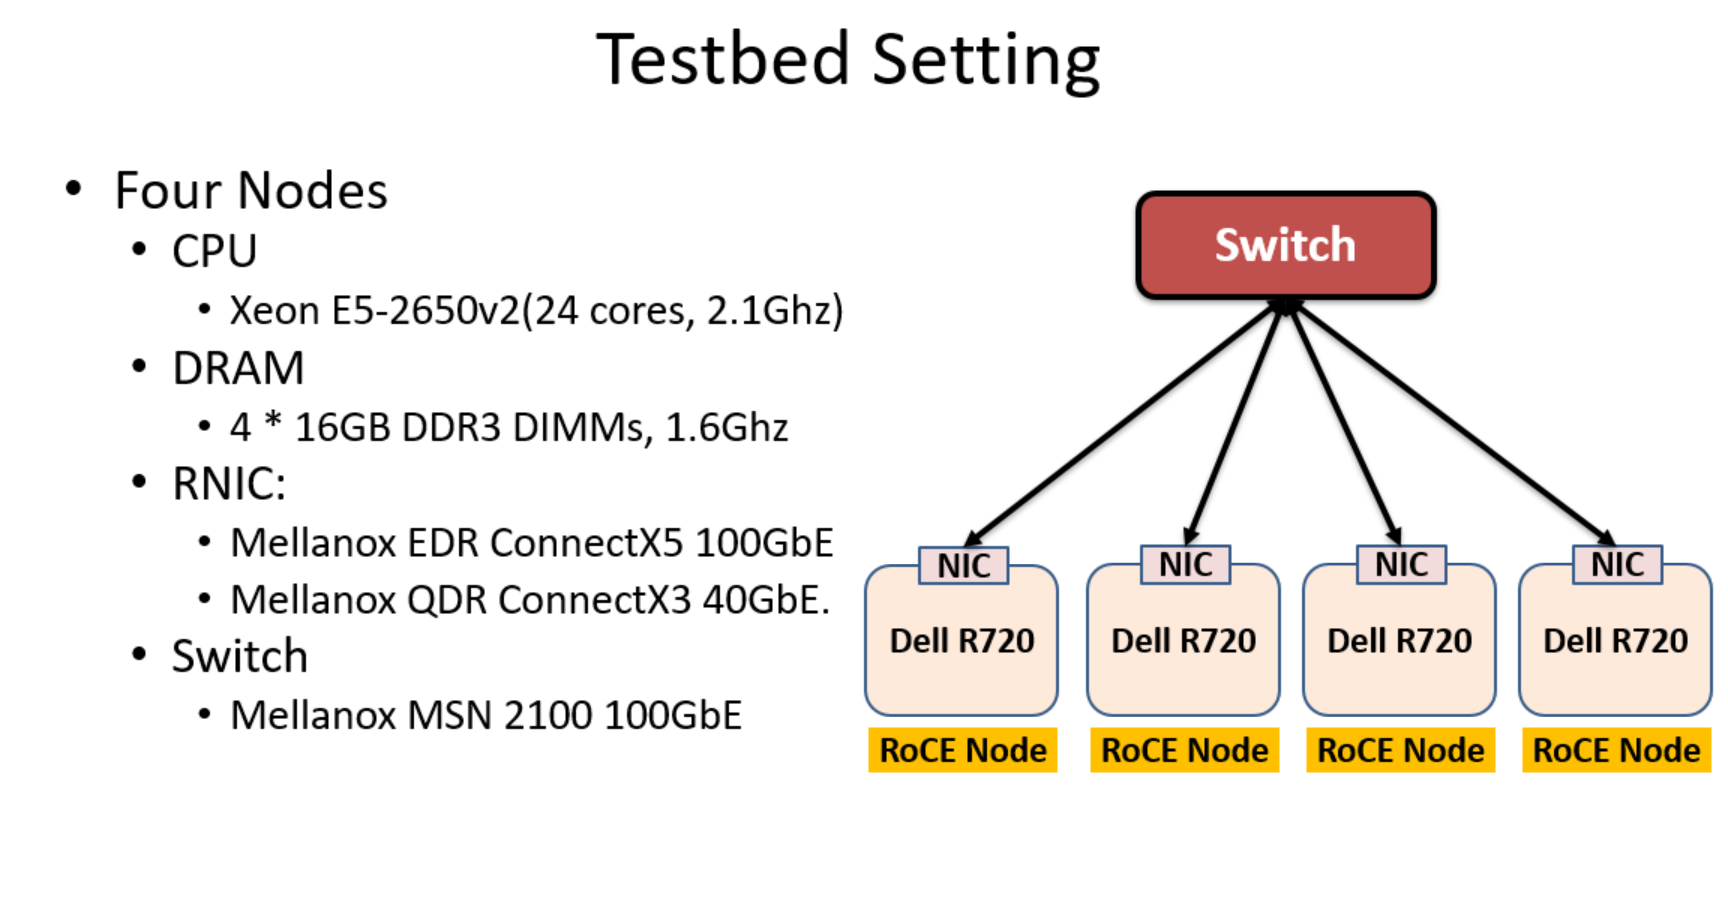 Testbed Setting
• Four Nodes
• CPU
• Xeon E5-2650v2(24 cores, 2.1Ghz)
• DRAM
• 4 * 16GB DDR3 DIMMs, 1.6Ghz
• RNIC:
• Mellanox EDR ConnectX5 100GbE
• Mellanox QDR ConnectX3 40GbE.
• Switch
• Mellanox MSN 2100 100GbE
Switch
NIC NIC NIC NIC
Dell R720 Dell R720 Dell R720 Dell R720
RoCE Node RoCE Node RoCE Node RoCE Node